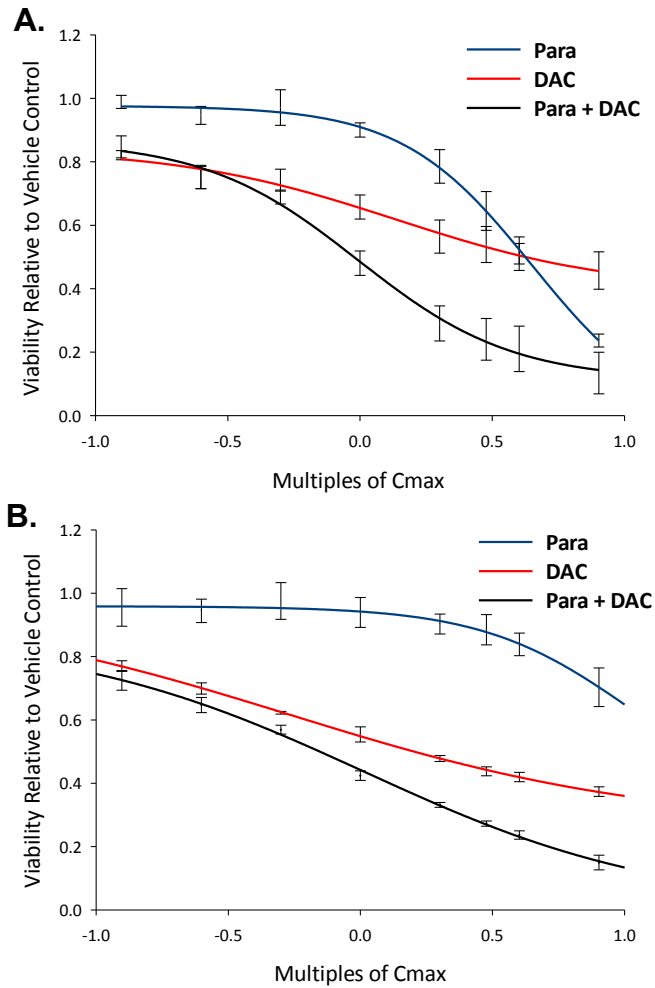 A.
1.2
1.0
0.8
0.6
0.4
0.2
0.0
Viability Relative to Vehicle Control
Para
DAC
Para + DAC
-1.0 -0.5 0.0 0.5 1.0
Multiples of Cmax
B.
1.2
1.0
0.8
0.6
0.4
0.2
0.0
Viability Relative to Vehicle Control
Para
DAC
Para + DAC
-1.0 -0.5 0.0 0.5 1.0
Multiples of Cmax